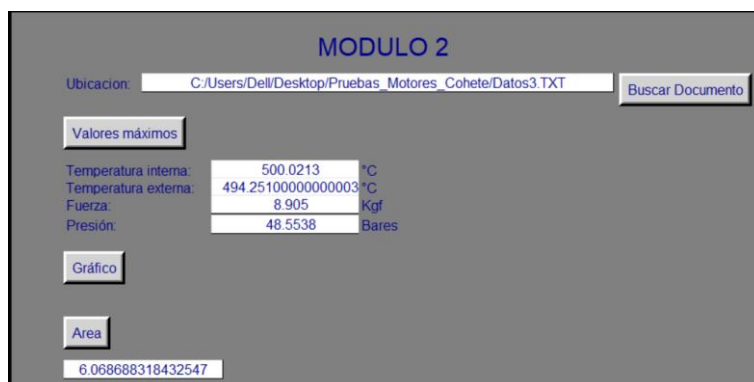 MODULO 2
Ubicacion: C:/Users/Dell/Desktop/Pruebas_Motores_Cohete/Datos3.TXT Buscar Documento
Valores máximos
Temperatura interna: 500.0213 °C
Temperatura externa: 494.25100000000003 °C
Fuerza: 8.905 Kgf
Presión: 48.5538 Bares
Gráfico
Area
6.068688318432547